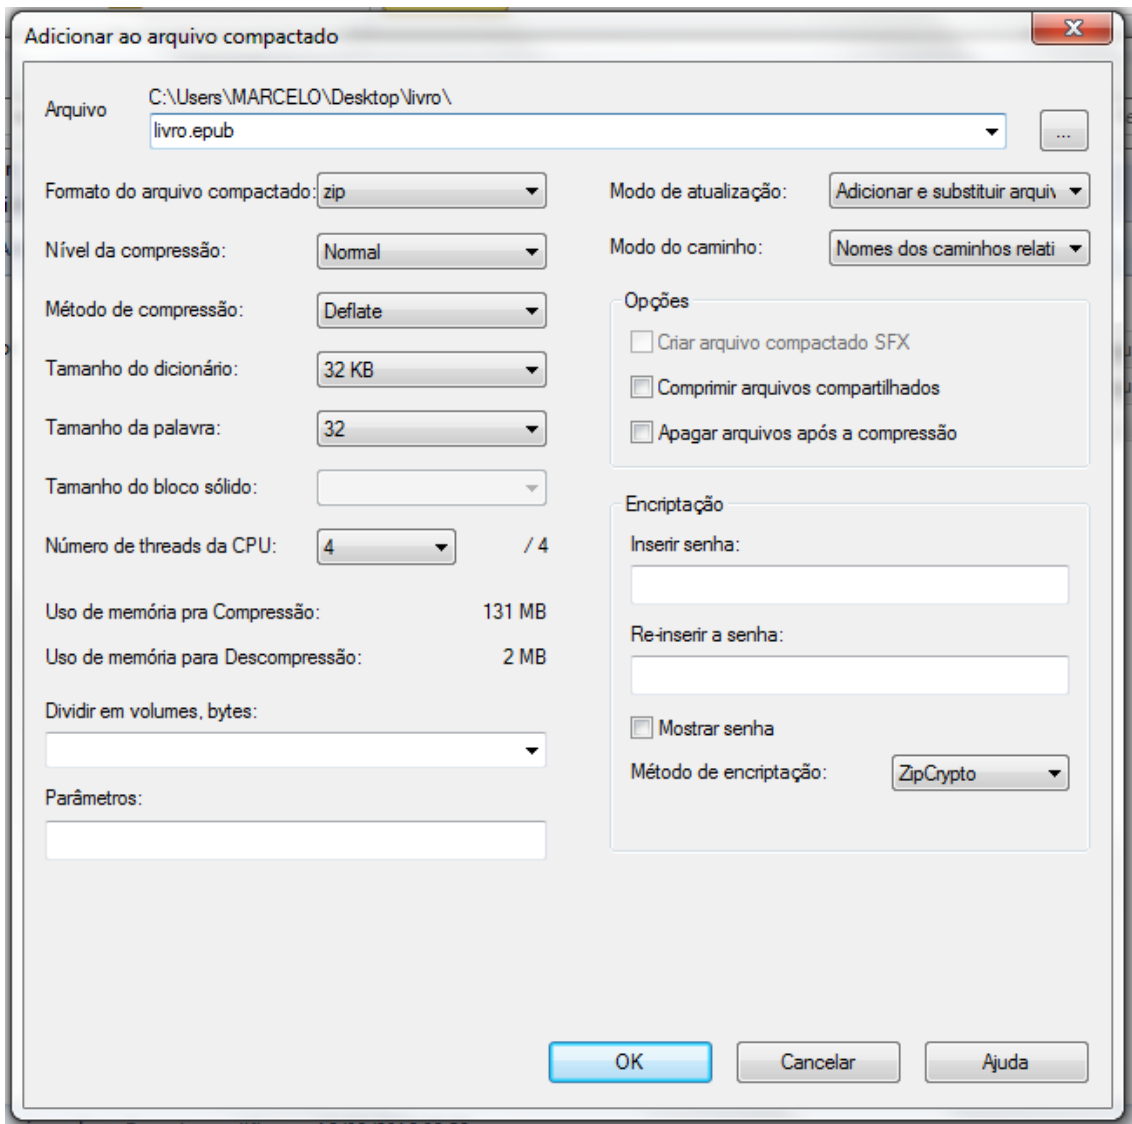 Adicionar ao arquivo compactado
Arquivo
C:\Users\MARCELO\Desktop\livro\
livro.epub
...
Formato do arquivo compactado: zip
Nível da compressão: Normal
Método de compressão: Deflate
Tamanho do dicionário: 32 KB
Tamanho da palavra: 32
Tamanho do bloco sólido:
Número de threads da CPU: 4 / 4
Uso de memória pra Compressão: 131 MB
Uso de memória para Descompressão: 2 MB
Dividir em volumes, bytes:
Parâmetros:
Modo de atualização: Adicionar e substituir arquiv
Modo do caminho: Nomes dos caminhos relati
Opções
Criar arquivo compactado SFX
Comprimir arquivos compartilhados
Apagar arquivos após a compressão
Encriptação
Inserir senha:
Re-inserir a senha:
Mostrar senha
Método de encriptação: ZipCrypto
OK Cancelar Ajuda